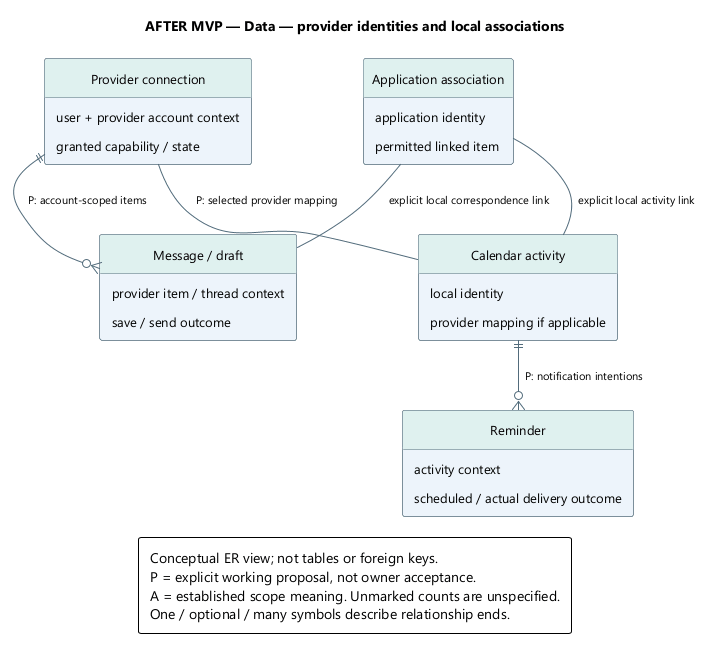 AFTER MVP — Data — provider identities and local associations
Provider connection
user + provider account context
granted capability / state
Application association
application identity
permitted linked item
P: account-scoped items
P: selected provider mapping
explicit local correspondence link
explicit local activity link
Message / draft
provider item / thread context
save / send outcome
Calendar activity
local identity
provider mapping if applicable
P: notification intentions
Reminder
activity context
scheduled / actual delivery outcome
Conceptual ER view; not tables or foreign keys.
P = explicit working proposal, not owner acceptance.
A = established scope meaning. Unmarked counts are unspecified.
One / optional / many symbols describe relationship ends.